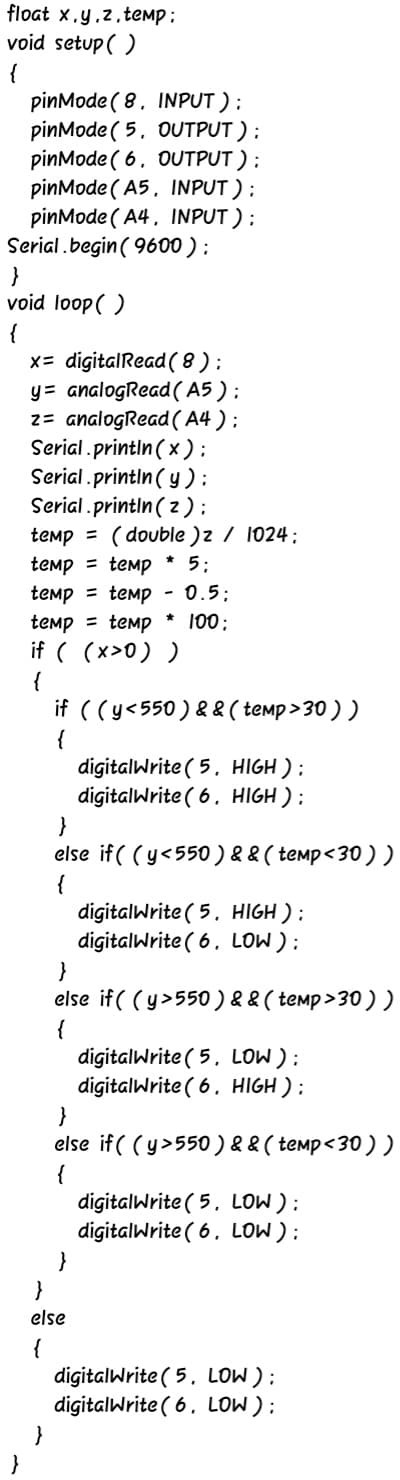 float x,y,z,temp;
void setup( )
{
pinMode( 8, INPUT );
pinMode( 5, OUTPUT );
pinMode( 6, OUTPUT );
pinMode( A5, INPUT );
pinMode( A4, INPUT );
Serial.begin( 9600 );
}
void loop( )
{
x= digitalRead( 8 );
y= analogRead( A5 );
z= analogRead( A4 );
Serial.println( x );
Serial.println( y );
Serial.println( z );
temp = ( double )z / 1024;
temp = temp * 5;
temp = temp - 0.5;
temp = temp * 100;
if ( ( x>0 ) )
{
if ( ( y<550 )&&( temp>30 ) )
{
digitalWrite( 5, HIGH );
digitalWrite( 6, HIGH );
}
else if( ( y<550 )&&( temp<30 ) )
{
digitalWrite( 5, HIGH );
digitalWrite( 6, LOW );
}
else if( ( y>550 )&&( temp>30 ) )
{
digitalWrite( 5, LOW );
digitalWrite( 6, HIGH );
}
else if( ( y>550 )&&( temp<30 ) )
{
digitalWrite( 5, LOW );
digitalWrite( 6, LOW );
}
}
else
{
digitalWrite( 5, LOW );
digitalWrite( 6, LOW );
}
}